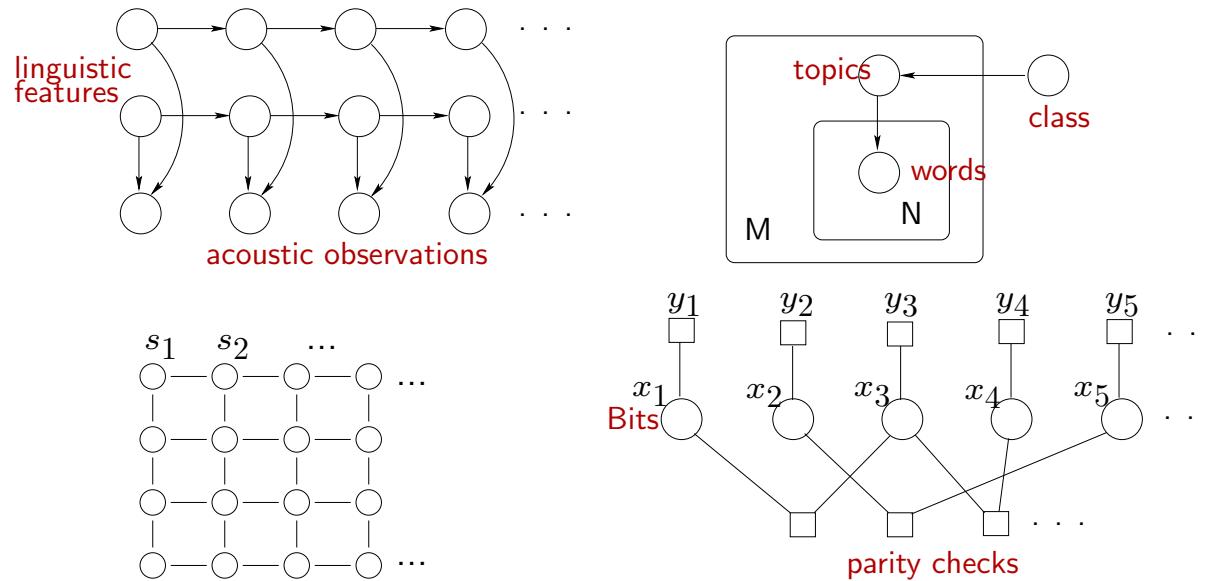 . . .
linguistic
features
. . .
. . .
acoustic observations
topics
class
words
N
M
s1 s2 ...
...
...
y1 y2 y3 y4 y5
. .
x1 x2 x3 x4 x5
Bits
. .
. . .
parity checks